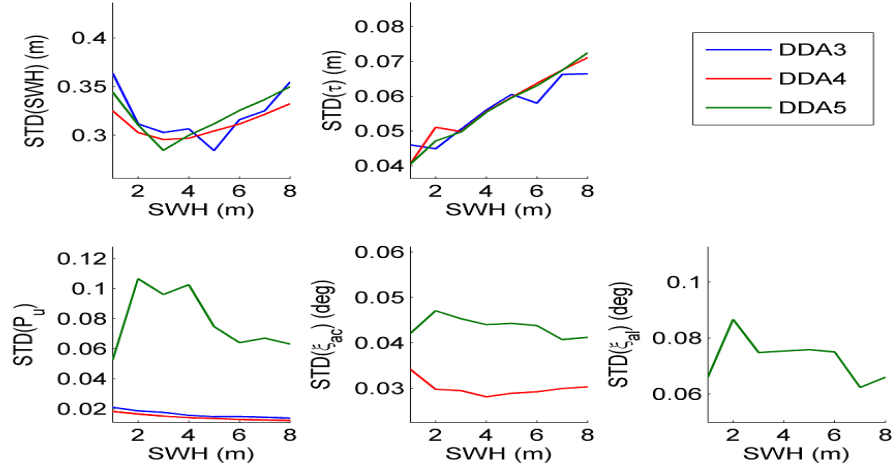 STD(SWH) (m)
0.4
0.35
0.3
2 4 6 8
SWH (m)
STD(τ) (m)
0.08
0.07
0.06
0.05
0.04
2 4 6 8
SWH (m)
DDA3
DDA4
DDA5
STD(Pu)
0.12
0.1
0.08
0.06
0.04
0.02
2 4 6 8
SWH (m)
STD(ξac) (deg)
0.06
0.05
0.04
0.03
2 4 6 8
SWH (m)
STD(ξal) (deg)
0.1
0.08
0.06
2 4 6 8
SWH (m)